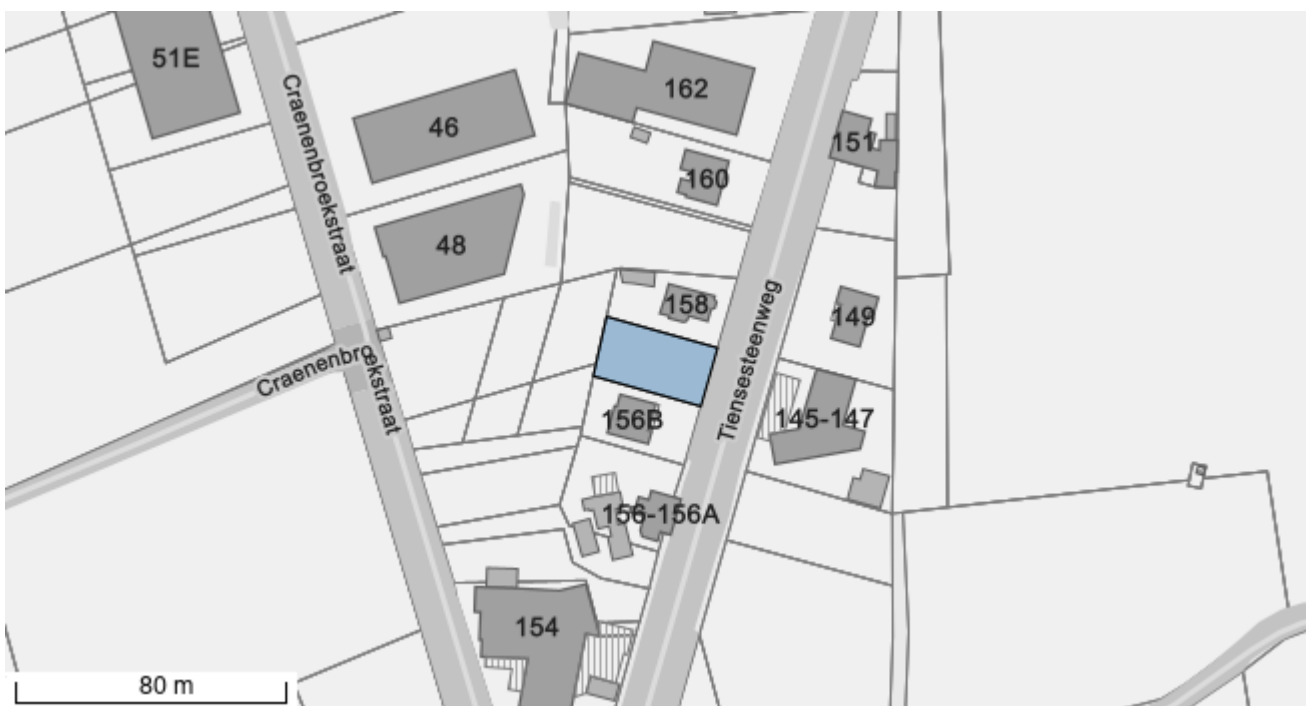 51E
Craenenbroekstraat
46
162
151
160
48
158
149
Craenenbroekstraat
Tiensesteenweg
156B
145-147
156-156A
154
80 m